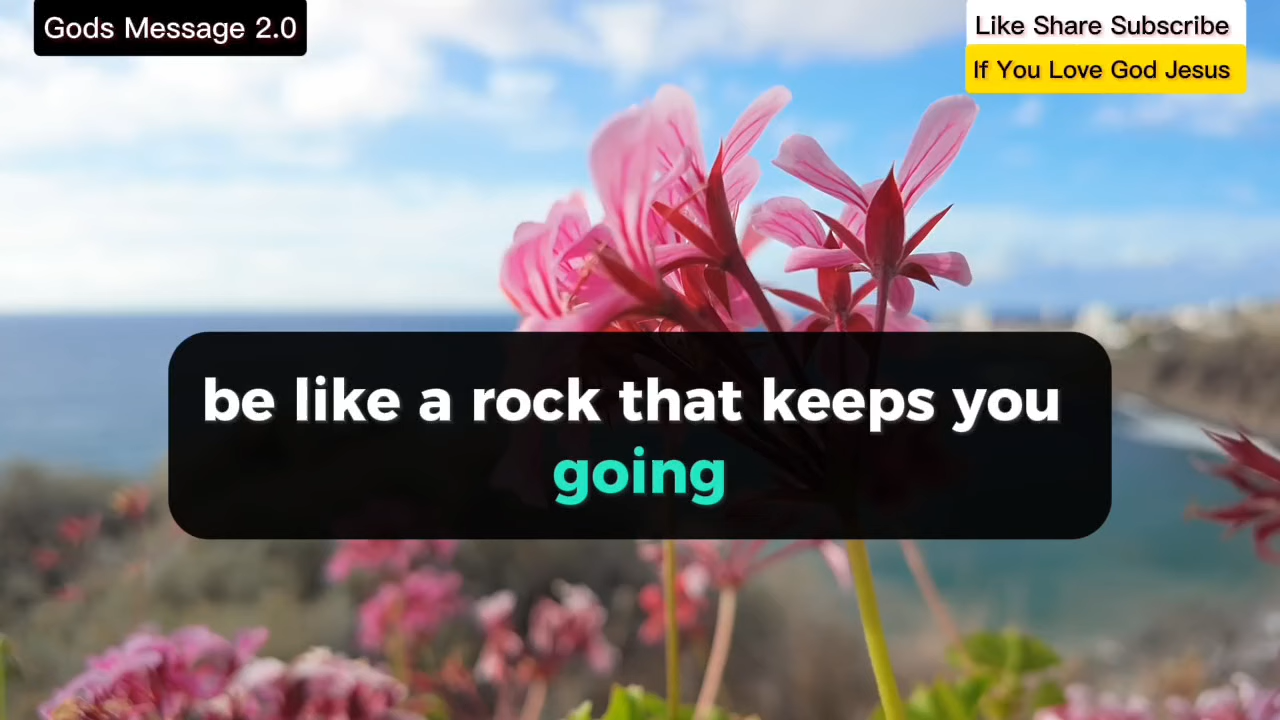 Gods Message 2.0
Like Share Subscribe
If You Love God Jesus
be like a rock that keeps you
going